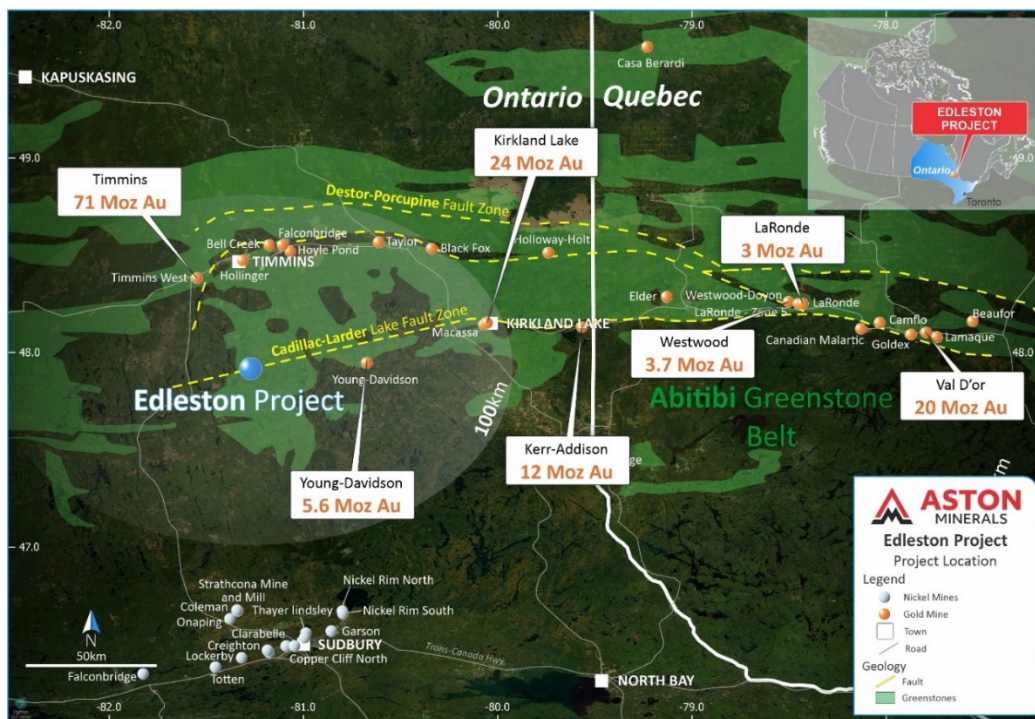 -82.0
-81.0
-80.0
-79.0
-78.0
KAPUSKASING
Casa Berardi
Ontario
Quebec
EDLESTON
PROJECT
Ontario
Toronto
49.0
49.0
Kirkland Lake
24 Moz Au
Timmins
71 Moz Au
Destor-Porcupine Fault Zone
Falconbridge
Bell Creek
Hoyle Pond
Taylor
Black Fox
Holloway-Holt
TIMMINS
Hollinger
Timmins West
LaRonde
3 Moz Au
Elder
Westwood-Doyon
LaRonde
LaRonde - Zone 5
Beaufor
Camflo
Canadian Malartic
Goldex
Lamaque
Cadillac-Larder Lake Fault Zone
Macassa
KIRKLAND LAKE
48.0
48.0
Westwood
3.7 Moz Au
Young-Davidson
Edleston Project
100km
Abitibi Greenstone
Belt
Val D'or
20 Moz Au
Kerr-Addison
12 Moz Au
Young-Davidson
5.6 Moz Au
47.0
ASTON
MINERALS
Edleston Project
Project Location
Legend
Nickel Mines
Gold Mine
Town
Road
Geology
Fault
Greenstones
Strathcona Mine
and Mill
Nickel Rim North
Coleman
Thayer lindsley
Nickel Rim South
Onaping
Clarabelle
Garson
Creighton
SUDBURY
Lockerby
Copper Cliff North
Totten
Falconbridge
N
50km
Trans-Canada Hwy.
NORTH BAY
-82.0
-81.0
-80.0
-79.0
-78.0